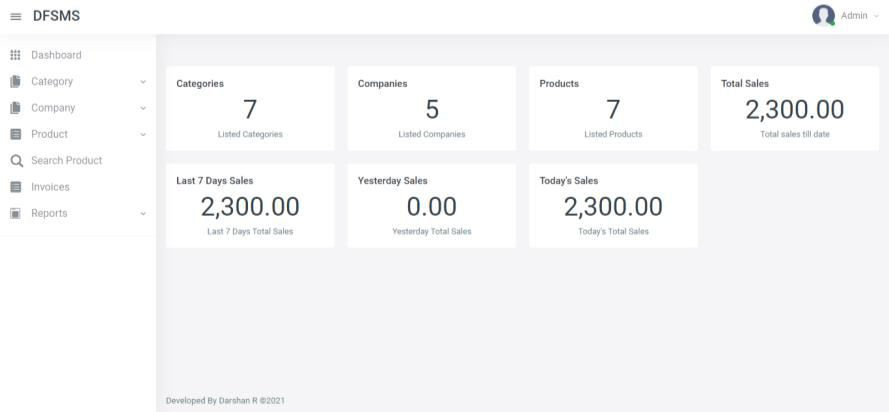 DFSMS
Admin
Dashboard
Category
Company
Product
Search Product
Invoices
Reports
Categories
7
Listed Categories
Companies
5
Listed Companies
Products
7
Listed Products
Total Sales
2,300.00
Total sales till date
Last 7 Days Sales
2,300.00
Last 7 Days Total Sales
Yesterday Sales
0.00
Yesterday Total Sales
Today's Sales
2,300.00
Today's Total Sales
Developed By Darshan R ©2021